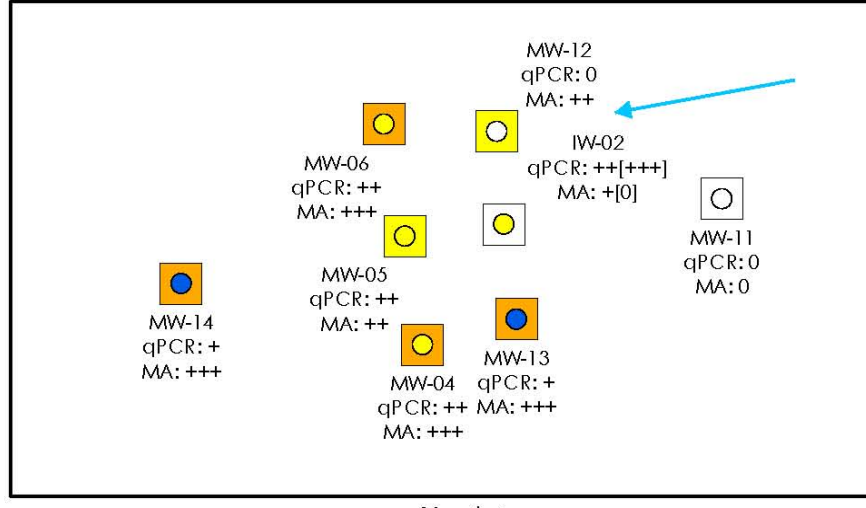 MW-12
qPCR: 0
MA: ++
IW-02
qPCR: ++[+++]
MA: +[0]
MW-06
qPCR: ++
MA: +++
MW-11
qPCR: 0
MA: 0
MW-05
qPCR: ++
MA: ++
MW-14
qPCR: +
MA: +++
MW-13
qPCR: +
MA: +++
MW-04
qPCR: ++
MA: +++